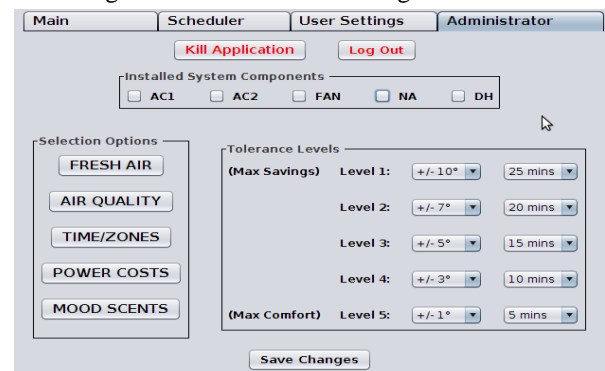 Main Scheduler User Settings Administrator
Kill Application Log Out
Installed System Components
AC1 AC2 FAN NA DH
Selection Options
FRESH AIR
AIR QUALITY
TIME/ZONES
POWER COSTS
MOOD SCENTS
Tolerance Levels
(Max Savings) Level 1: +/- 10° 25 mins
Level 2: +/- 7° 20 mins
Level 3: +/- 5° 15 mins
Level 4: +/- 3° 10 mins
(Max Comfort) Level 5: +/- 1° 5 mins
Save Changes